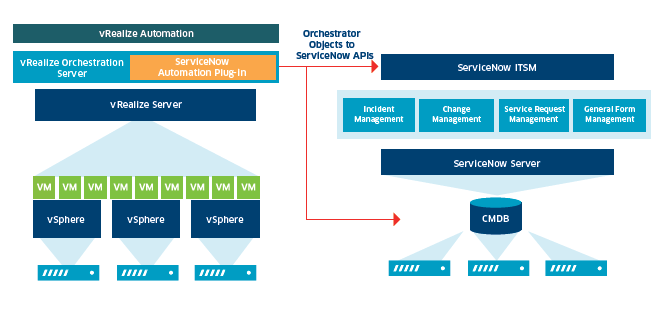 vRealize Automation
vRealize Orchestration
Server
ServiceNow
Automation Plug-In
vRealize Server
VM VM VM VM VM VM VM VM VM
vSphere vSphere vSphere
Orchestrator
Objects to
ServiceNow APIs
ServiceNow ITSM
Incident
Management
Change
Management
Service Request
Management
General Form
Management
ServiceNow Server
CMDB